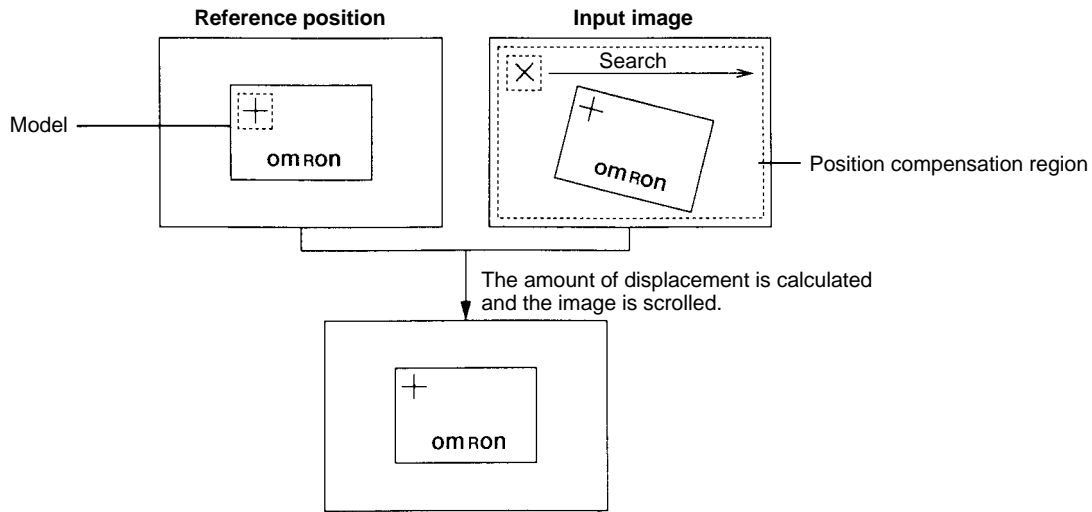 Reference position
Input image
Search
Model
omRon
omRon
Position compensation region
The amount of displacement is calculated
and the image is scrolled.
omRon